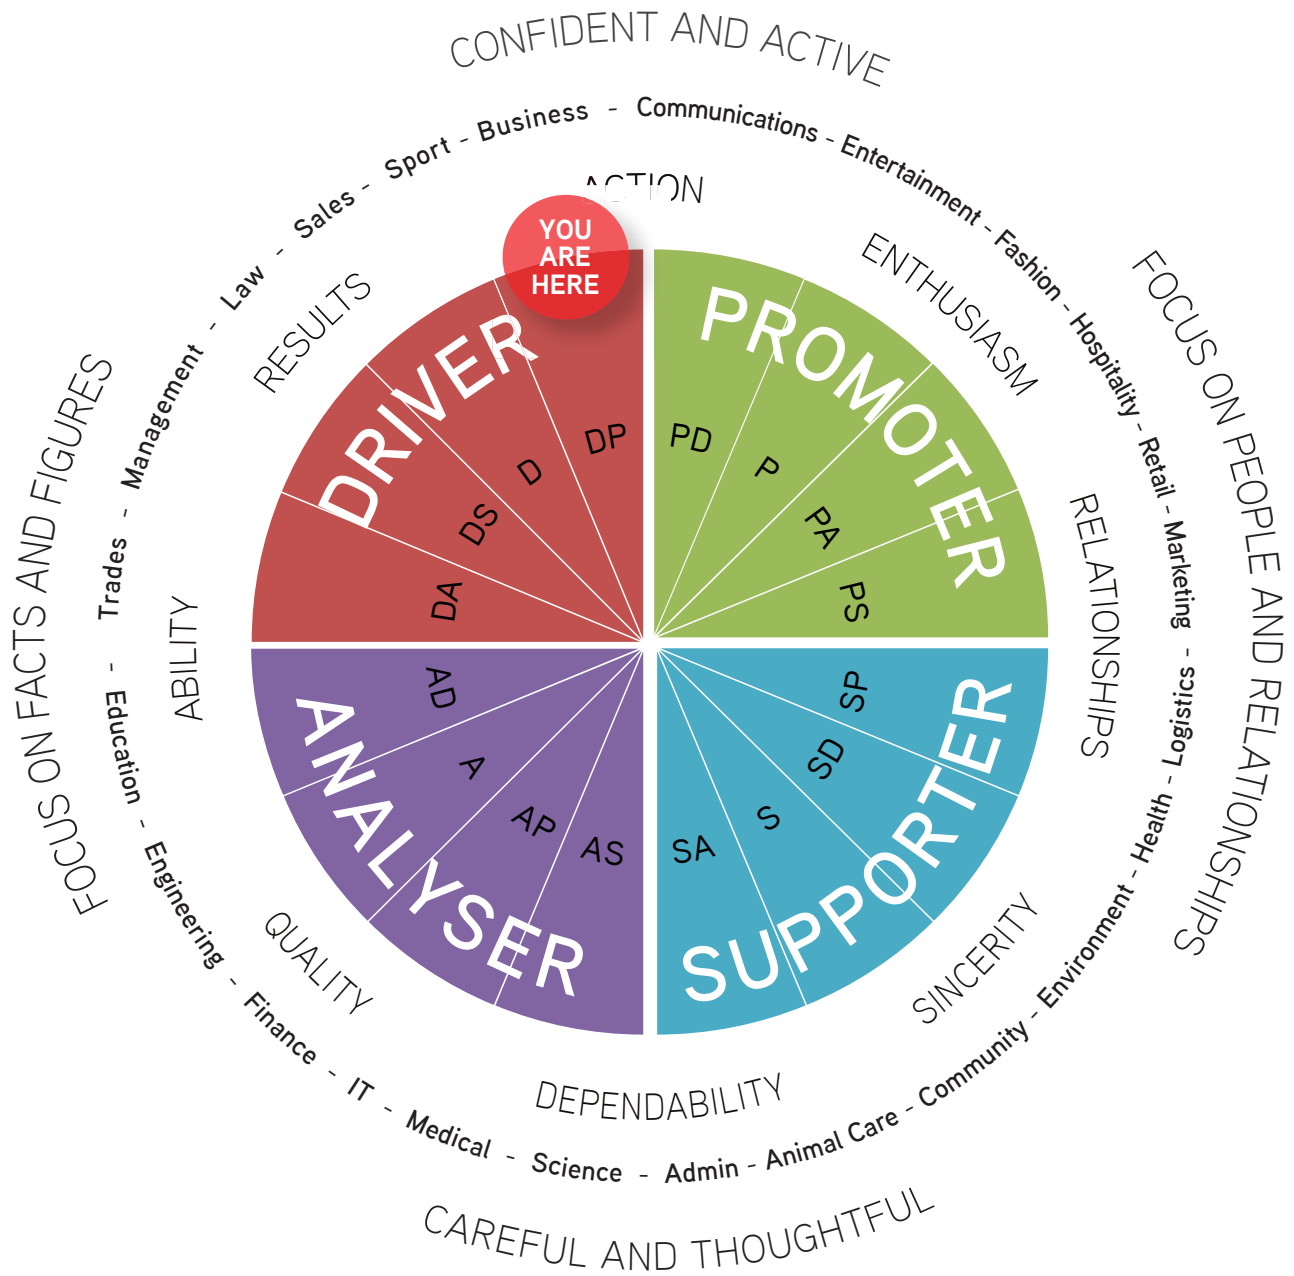 CONFIDENT AND ACTIVE
Trades - Management - Law - Sales - Sport - Business - Communications - Entertainment - Fashion - Hospitality - Retail - Marketing - Logistics - Health - Environment - Community - Animal Care - Admin - Science - Medical - IT - Finance - Engineering - Education -
ACTION
YOU
ARE
HERE
RESULTS
ENTHUSIASM
FOCUS ON FACTS AND FIGURES
FOCUS ON PEOPLE AND RELATIONSHIPS
ABILITY
RELATIONSHIPS
DRIVER
PROMOTER
DA
DS
D
DP
PD
P
PA
PS
AD
A
AP
AS
SA
S
SD
SP
ANALYSER
SUPPORTER
QUALITY
SINCERITY
DEPENDABILITY
CAREFUL AND THOUGHTFUL